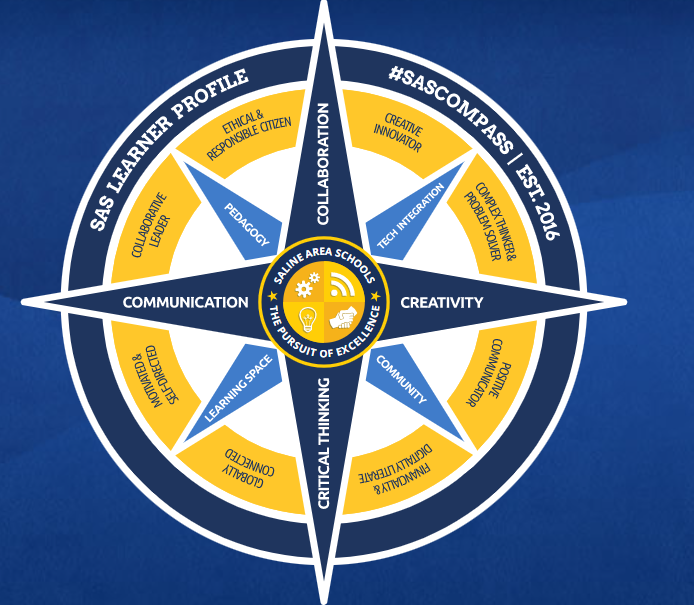 SAS LEARNER PROFILE
#SASCOMPASS | EST. 2016
ETHICAL &
RESPONSIBLE CITIZEN
CREATIVE
INNOVATOR
COLLABORATION
COLLABORATIVE
LEADER
PEDAGOGY
TECH INTEGRATION
COMPLEX THINKER &
PROBLEM SOLVER
SALINE AREA SCHOOLS
COMMUNICATION
CREATIVITY
THE PURSUIT OF EXCELLENCE
MOTIVATED &
SELF-DIRECTED
LEARNING SPACE
COMMUNITY
POSITIVE
COMMUNICATOR
CRITICAL THINKING
GLOBALLY
CONNECTED
FINANCIALLY &
DIGITALLY LITERATE